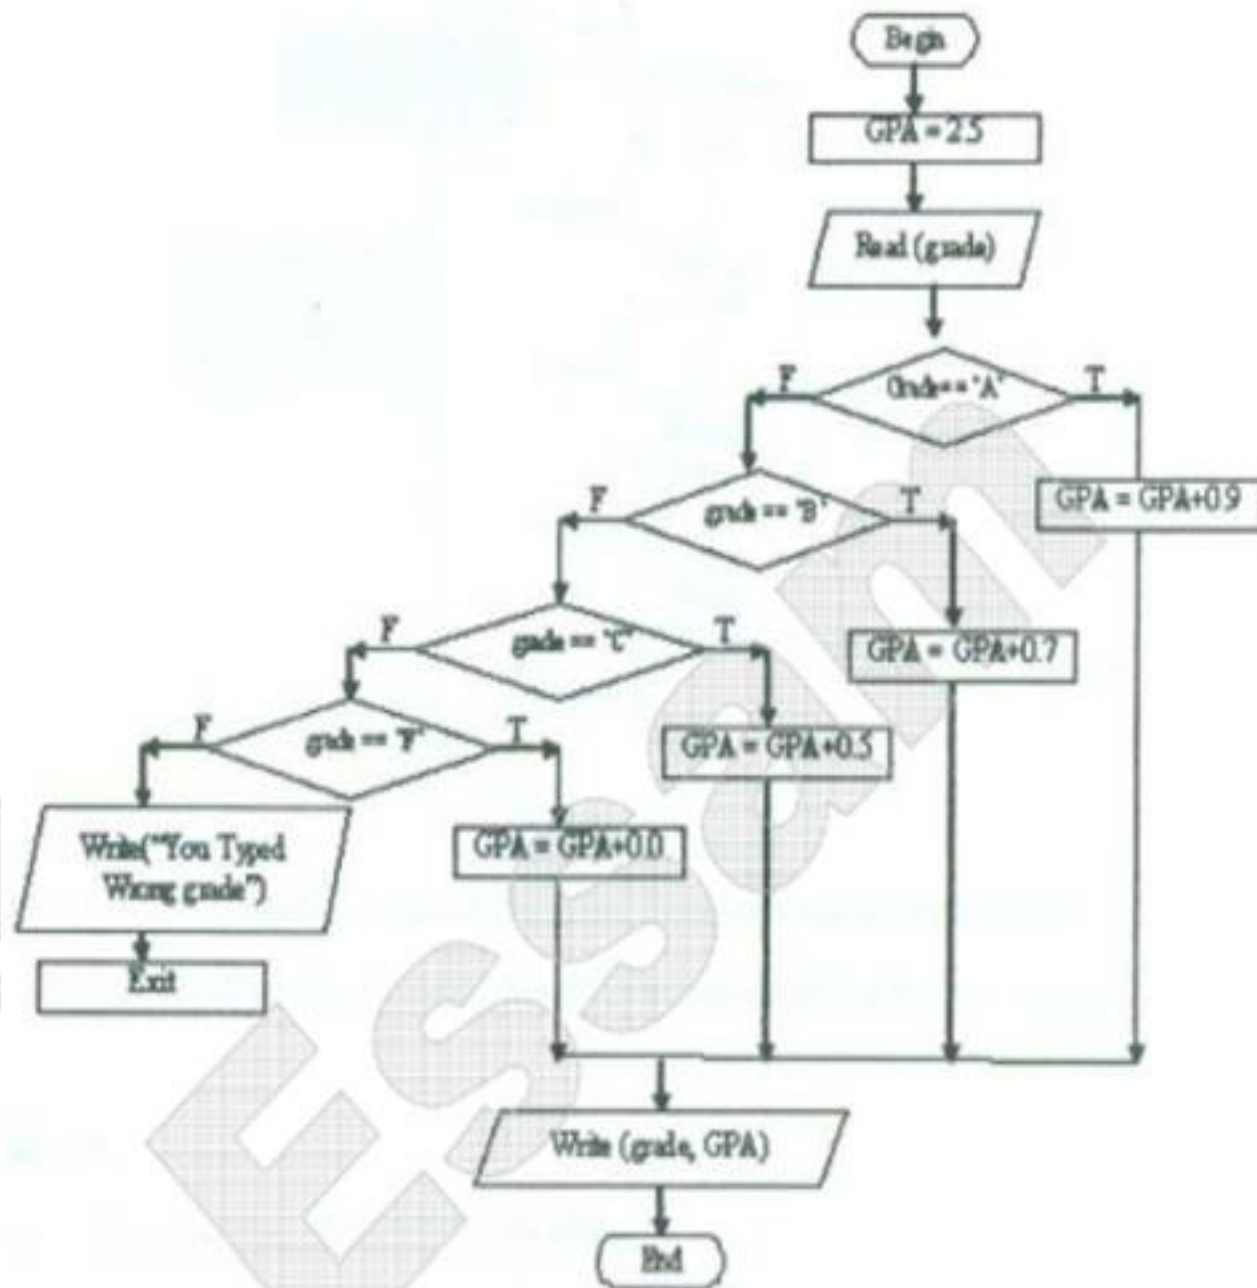 Begin
GPA = 2.5
Read (grade)
F
Grade== 'A'
T
F
grade == 'B'
T
GPA = GPA+0.9
F
grade == 'C'
T
GPA = GPA+0.7
F
grade == 'F'
T
GPA = GPA+0.5
Write("You Typed
Wrong grade")
GPA = GPA+0.0
Exit
Write (grade, GPA)
End
Essam